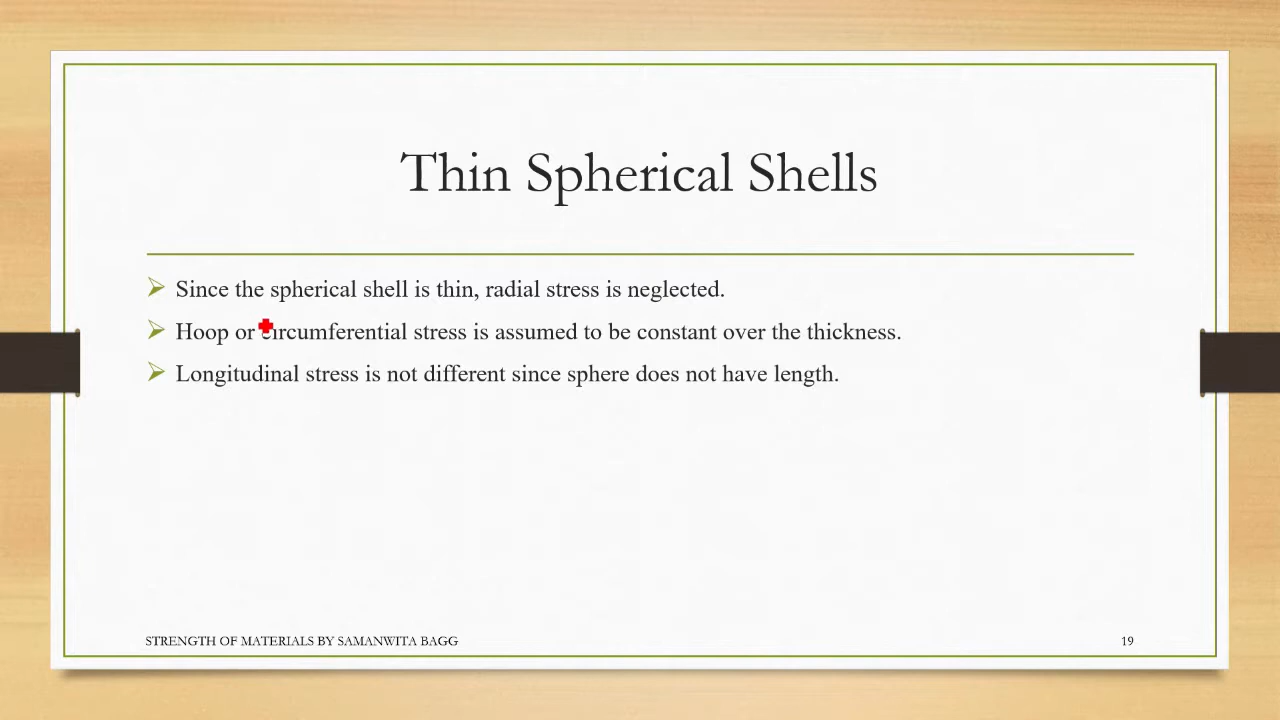 Thin Spherical Shells
Since the spherical shell is thin, radial stress is neglected.
Hoop or circumferential stress is assumed to be constant over the thickness.
Longitudinal stress is not different since sphere does not have length.
STRENGTH OF MATERIALS BY SAMANWITA BAGG
19